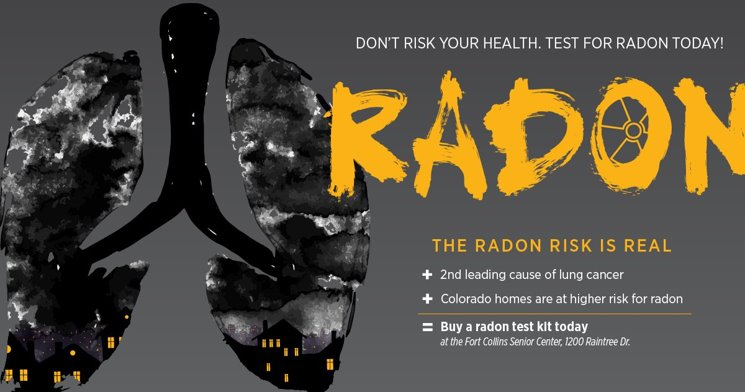 DON'T RISK YOUR HEALTH. TEST FOR RADON TODAY!
RADON
THE RADON RISK IS REAL
+ 2nd leading cause of lung cancer
+ Colorado homes are at higher risk for radon
= Buy a radon test kit today
at the Fort Collins Senior Center, 1200 Raintree Dr.